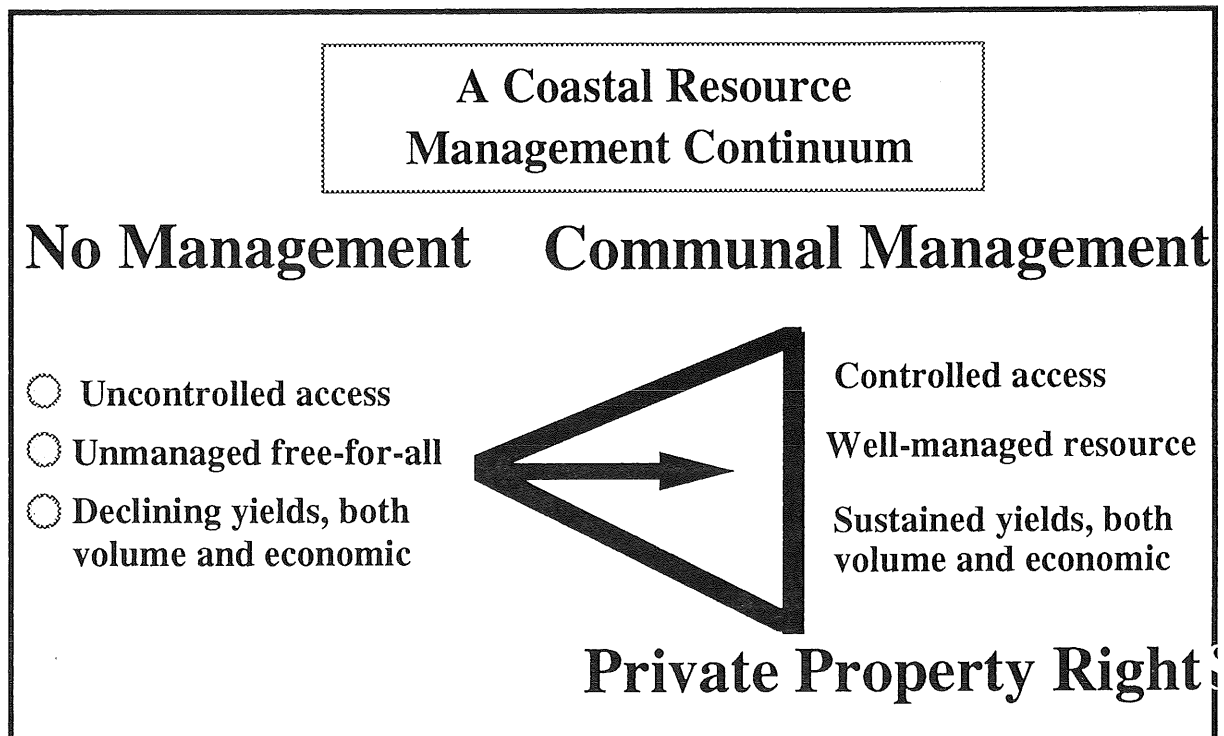 A Coastal Resource
Management Continuum
No Management
Communal Management
Uncontrolled access
Unmanaged free-for-all
Declining yields, both
volume and economic
Controlled access
Well-managed resource
Sustained yields, both
volume and economic
Private Property Rights